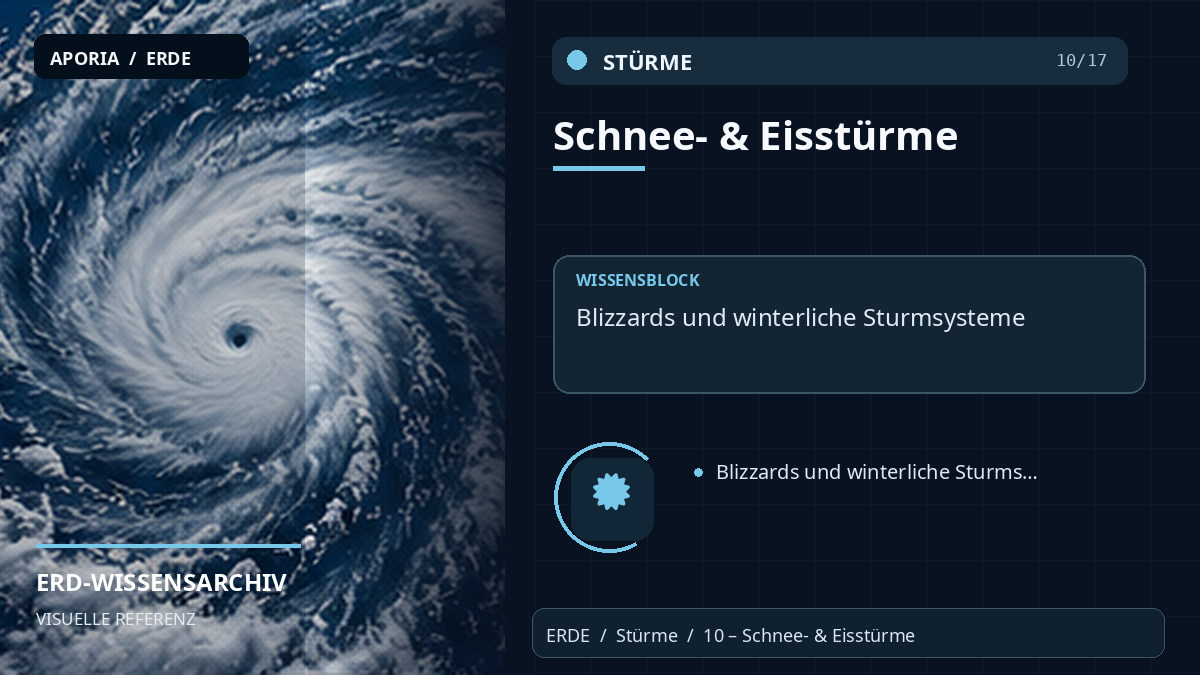 APORIA / ERDE
ERD-WISSENSARCHIV
VISUELLE REFERENZ
STÜRME
10/17
Schnee- & Eisstürme
WISSENSBLOCK
Blizzards und winterliche Sturmsysteme
Blizzards und winterliche Sturms…
ERDE / Stürme / 10 – Schnee- & Eisstürme